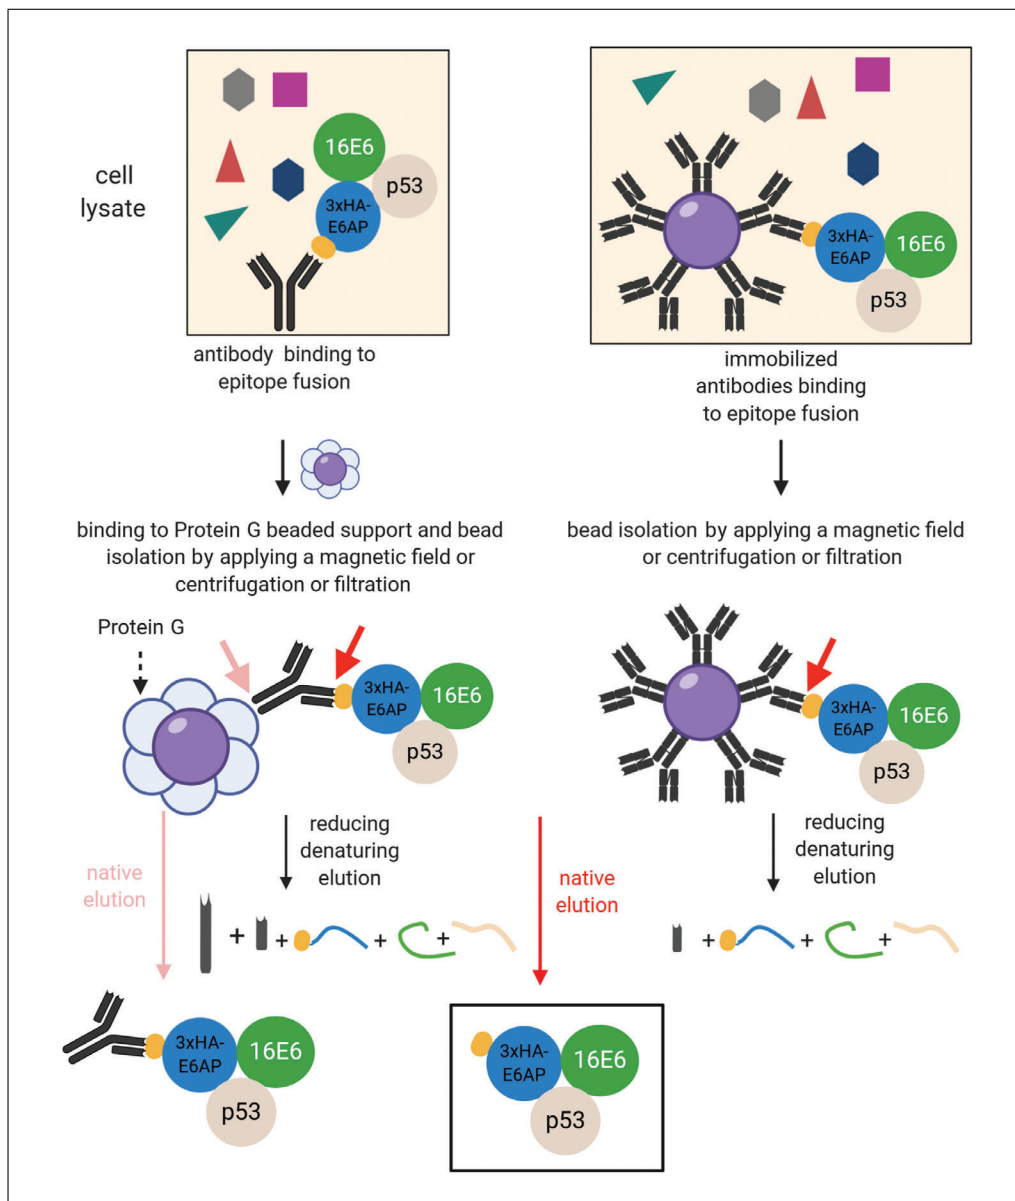 cell
lysate
16E6
p53
3xHA-
E6AP
3xHA-
E6AP
16E6
p53
antibody binding to
epitope fusion
immobilized
antibodies binding
to epitope fusion
binding to Protein G beaded support and bead
isolation by applying a magnetic field or
centrifugation or filtration
bead isolation by applying a magnetic field
or centrifugation or filtration
Protein G
3xHA-
E6AP
16E6
p53
3xHA-
E6AP
16E6
p53
native
elution
reducing
denaturing
elution
native
elution
reducing
denaturing
elution
+ + + +
+ + +
3xHA-
E6AP
16E6
p53
3xHA-
E6AP
16E6
p53